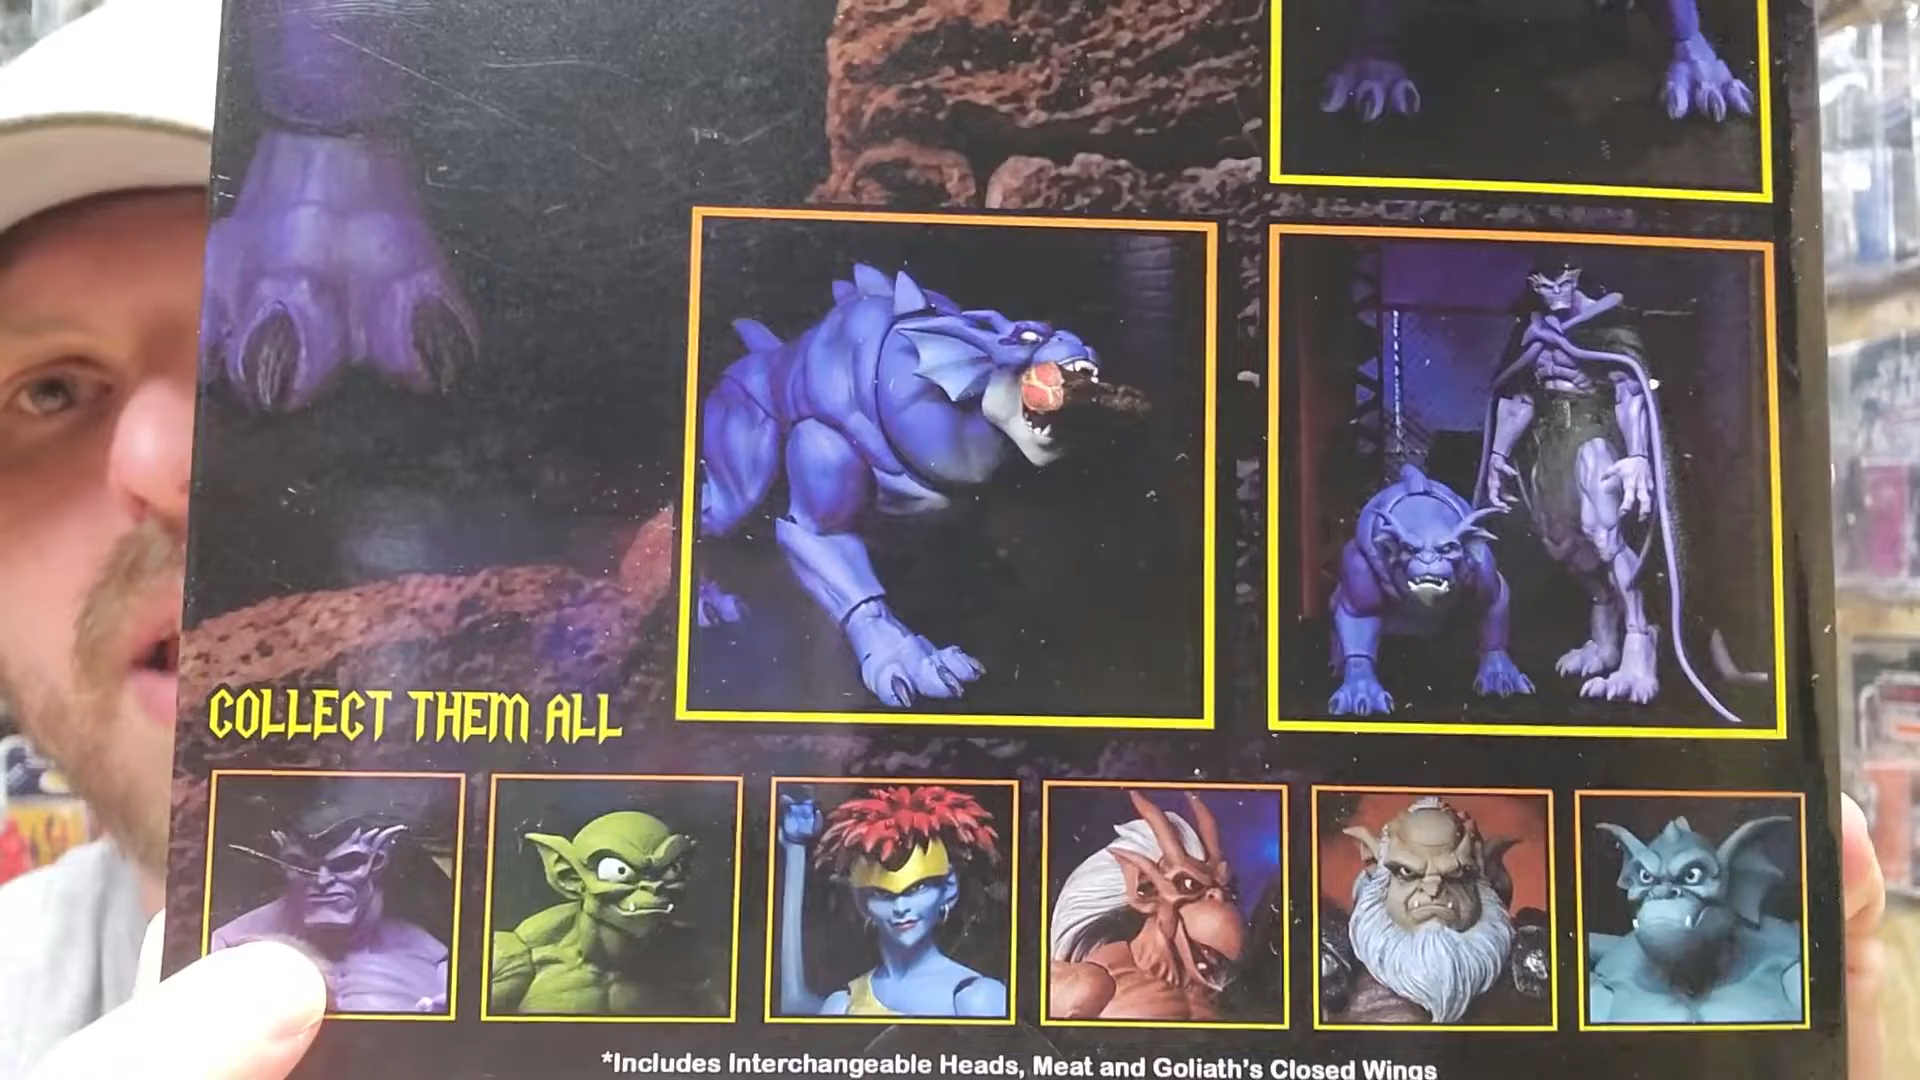 COLLECT THEM ALL
*Includes Interchangeable Heads, Meat and Goliath's Closed Wings